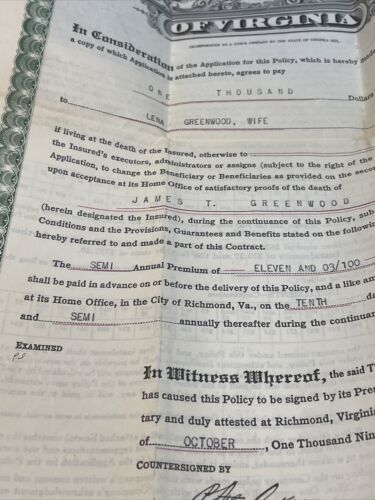 OF VIRGINIA
INCORPORATED AS A STOCK COMPANY BY THE STATE OF VIRGINIA 1871.
In Consideration of the Application for this Policy, which is hereby made
a copy of which Application is attached hereto, agrees to pay
ONE THOUSAND Dollars
to LENA GREENWOOD, WIFE
if living at the death of the Insured, otherwise to
the Insured's executors, administrators or assigns (subject to the right of the
Application, to change the Beneficiary or Beneficiaries as provided on the
upon acceptance at its Home Office of satisfactory proofs of the death of
JAMES T. GREENWOOD
(herein designated the Insured), during the continuance of this Policy,
Conditions and the Provisions, Guarantees and Benefits stated on the
hereby referred to and made a part of this Contract.
The SEMI Annual Premium of ELEVEN AND 03/100
shall be paid in advance on or before the delivery of this Policy, and a like
at its Home Office, in the City of Richmond, Va., on the TENTH
and SEMI annually thereafter during the
EXAMINED
In Witness Whereof, the said
has caused this Policy to be signed by its
tary and duly attested at Richmond,
of OCTOBER, One Thousand
COUNTERSIGNED BY